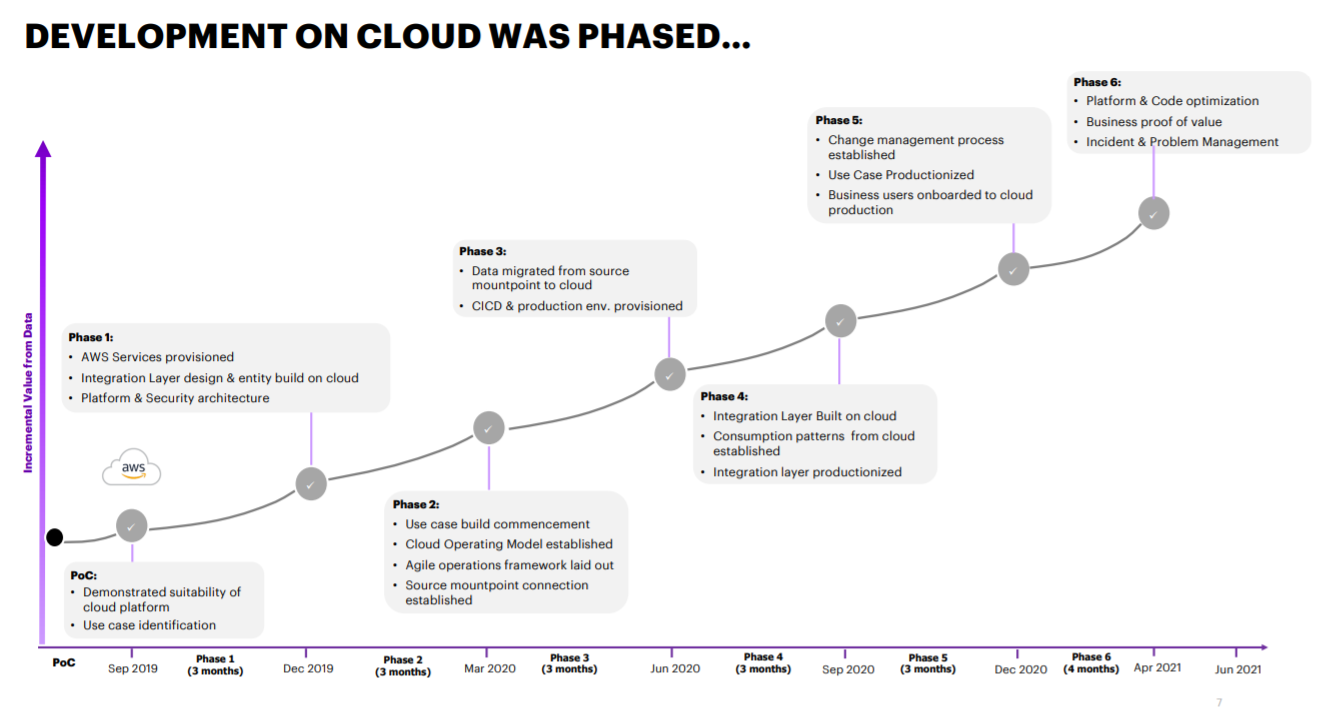 DEVELOPMENT ON CLOUD WAS PHASED...
Phase 6:
• Platform & Code optimization
• Business proof of value
• Incident & Problem Management
Phase 5:
• Change management process
established
• Use Case Productionized
• Business users onboarded to cloud
production
Phase 3:
• Data migrated from source
mountpoint to cloud
• CICD & production env. provisioned
Phase 1:
• AWS Services provisioned
• Integration Layer design & entity build on cloud
• Platform & Security architecture
Incremental Value from Data
aws
Phase 4:
• Integration Layer Built on cloud
• Consumption patterns from cloud
established
• Integration layer productionized
Phase 2:
• Use case build commencement
• Cloud Operating Model established
• Agile operations framework laid out
• Source mountpoint connection
established
PoC:
• Demonstrated suitability of
cloud platform
• Use case identification
PoC
Sep 2019
Phase 1
(3 months)
Dec 2019
Phase 2
(3 months)
Mar 2020
Phase 3
(3 months)
Jun 2020
Phase 4
(3 months)
Sep 2020
Phase 5
(3 months)
Dec 2020
Phase 6
(4 months)
Apr 2021
Jun 2021
7